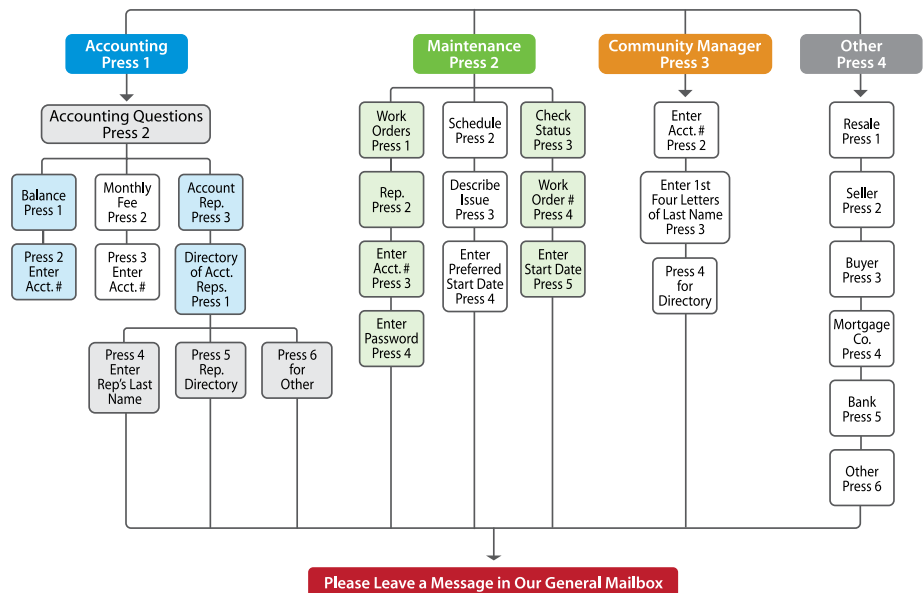 Accounting
Press 1
Maintenance
Press 2
Community Manager
Press 3
Other
Press 4
Accounting Questions
Press 2
Balance
Press 1
Monthly
Fee
Press 2
Account
Rep.
Press 3
Press 2
Enter
Acct. #
Press 3
Enter
Acct. #
Directory
of Acct.
Reps.
Press 1
Press 4
Enter
Rep's Last
Name
Press 5
Rep.
Directory
Press 6
for
Other
Work
Orders
Press 1
Rep.
Press 2
Enter
Acct. #
Press 3
Enter
Password
Press 4
Schedule
Press 2
Describe
Issue
Press 3
Enter
Preferred
Start Date
Press 4
Check
Status
Press 3
Work
Order #
Press 4
Enter
Start Date
Press 5
Enter
Acct. #
Press 2
Enter 1st
Four Letters
of Last Name
Press 3
Press 4
for
Directory
Resale
Press 1
Seller
Press 2
Buyer
Press 3
Mortgage
Co.
Press 4
Bank
Press 5
Other
Press 6
Please Leave a Message in Our General Mailbox